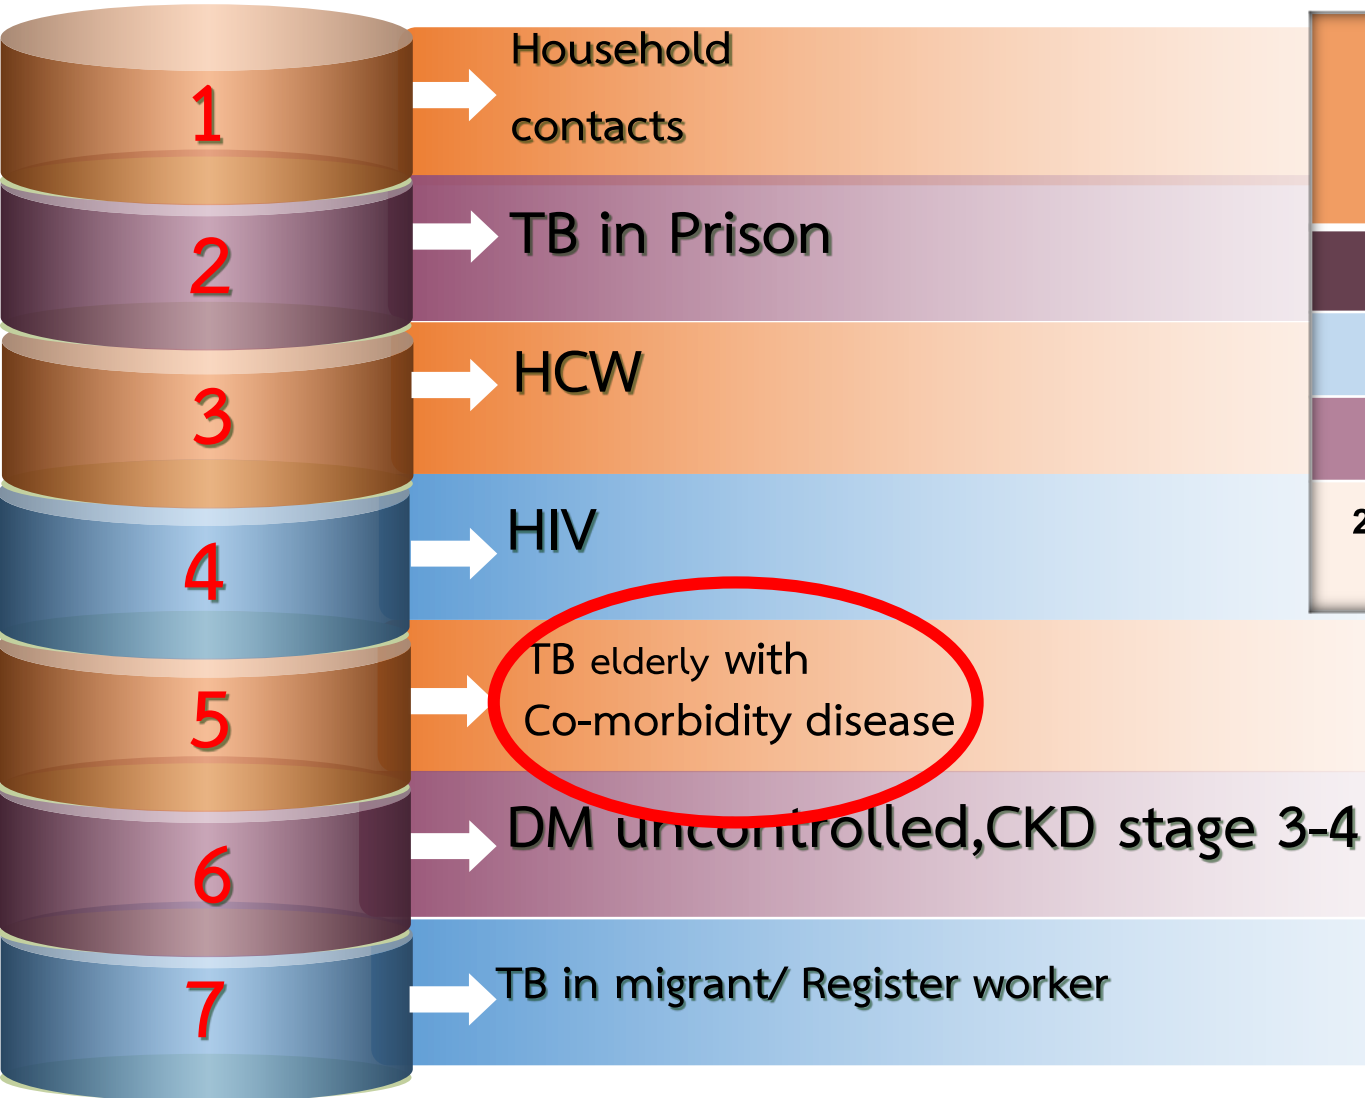 1
Household
contacts
2
TB in Prison
3
HCW
4
HIV
5
TB elderly with
Co-morbidity disease
6
DM uncontrolled,CKD stage 3-4
7
TB in migrant/ Register worker
2